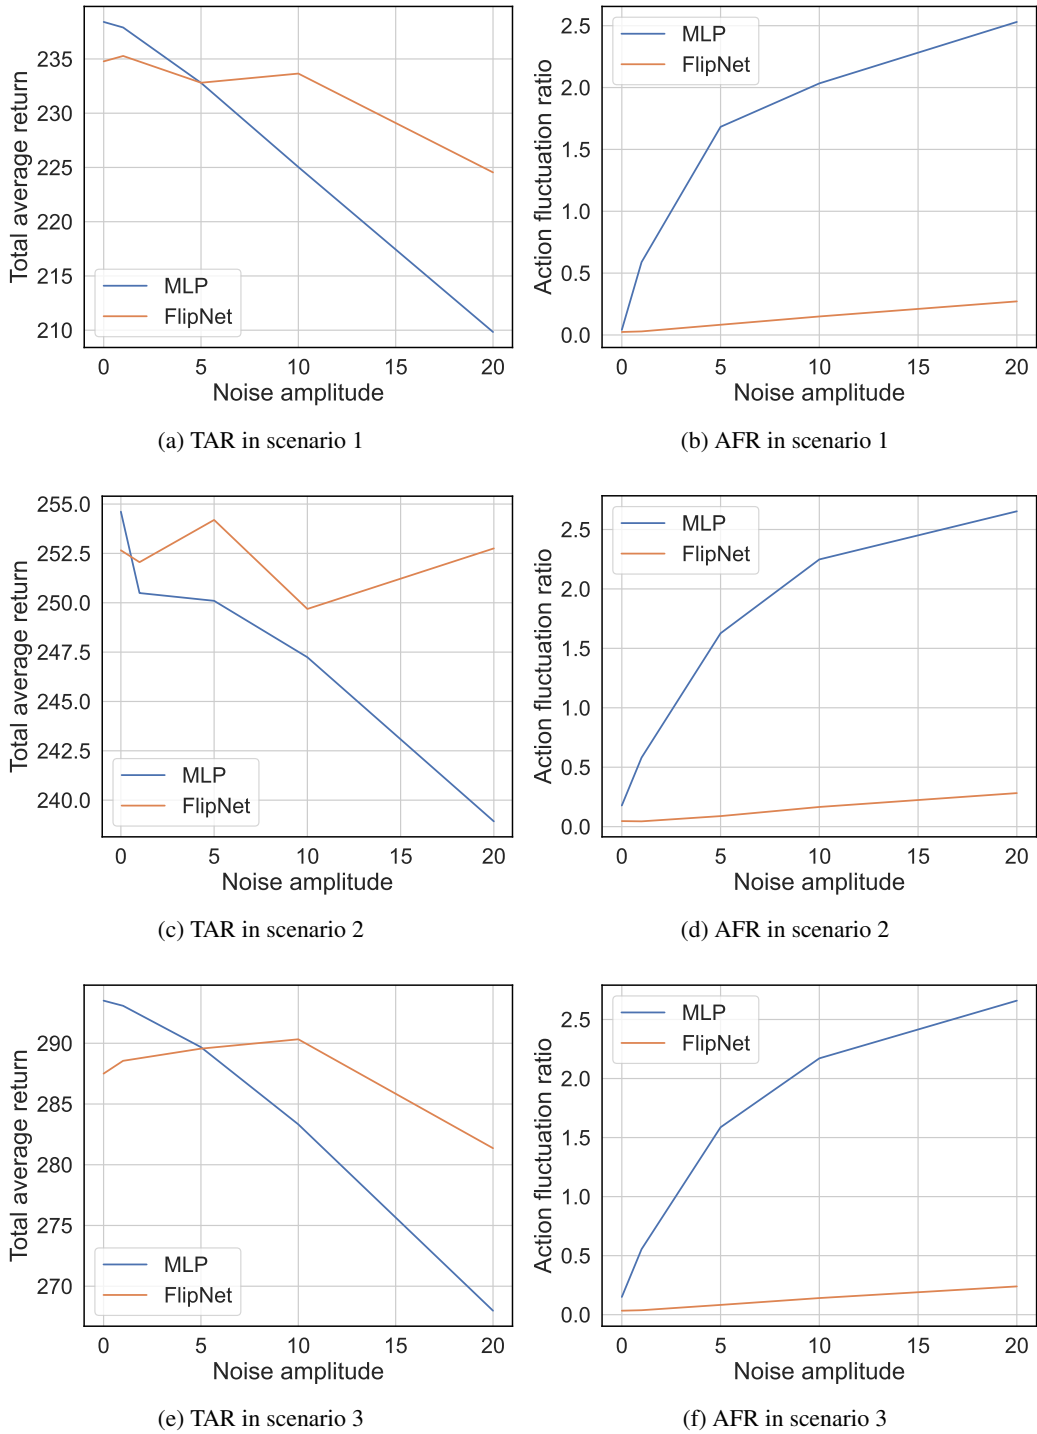 Total average return
235
230
225
220
215
210
MLP
FlipNet
0 5 10 15 20
Noise amplitude
(a) TAR in scenario 1
Action fluctuation ratio
2.5
2.0
1.5
1.0
0.5
0.0
MLP
FlipNet
0 5 10 15 20
Noise amplitude
(b) AFR in scenario 1
Total average return
255.0
252.5
250.0
247.5
245.0
242.5
240.0
MLP
FlipNet
0 5 10 15 20
Noise amplitude
(c) TAR in scenario 2
Action fluctuation ratio
2.5
2.0
1.5
1.0
0.5
0.0
MLP
FlipNet
0 5 10 15 20
Noise amplitude
(d) AFR in scenario 2
Total average return
290
285
280
275
270
MLP
FlipNet
0 5 10 15 20
Noise amplitude
(e) TAR in scenario 3
Action fluctuation ratio
2.5
2.0
1.5
1.0
0.5
0.0
MLP
FlipNet
0 5 10 15 20
Noise amplitude
(f) AFR in scenario 3